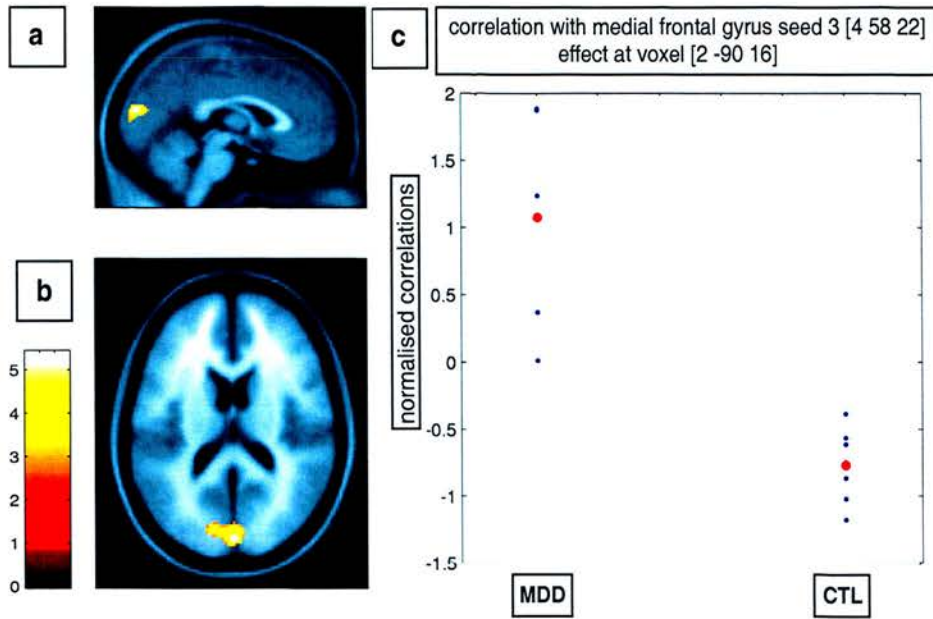 a
c
correlation with medial frontal gyrus seed 3 [4 58 22]
effect at voxel [2 -90 16]
b
5
4
3
2
1
0
normalised correlations
2
1.5
1
0.5
0
-0.5
-1
-1.5
MDD
CTL